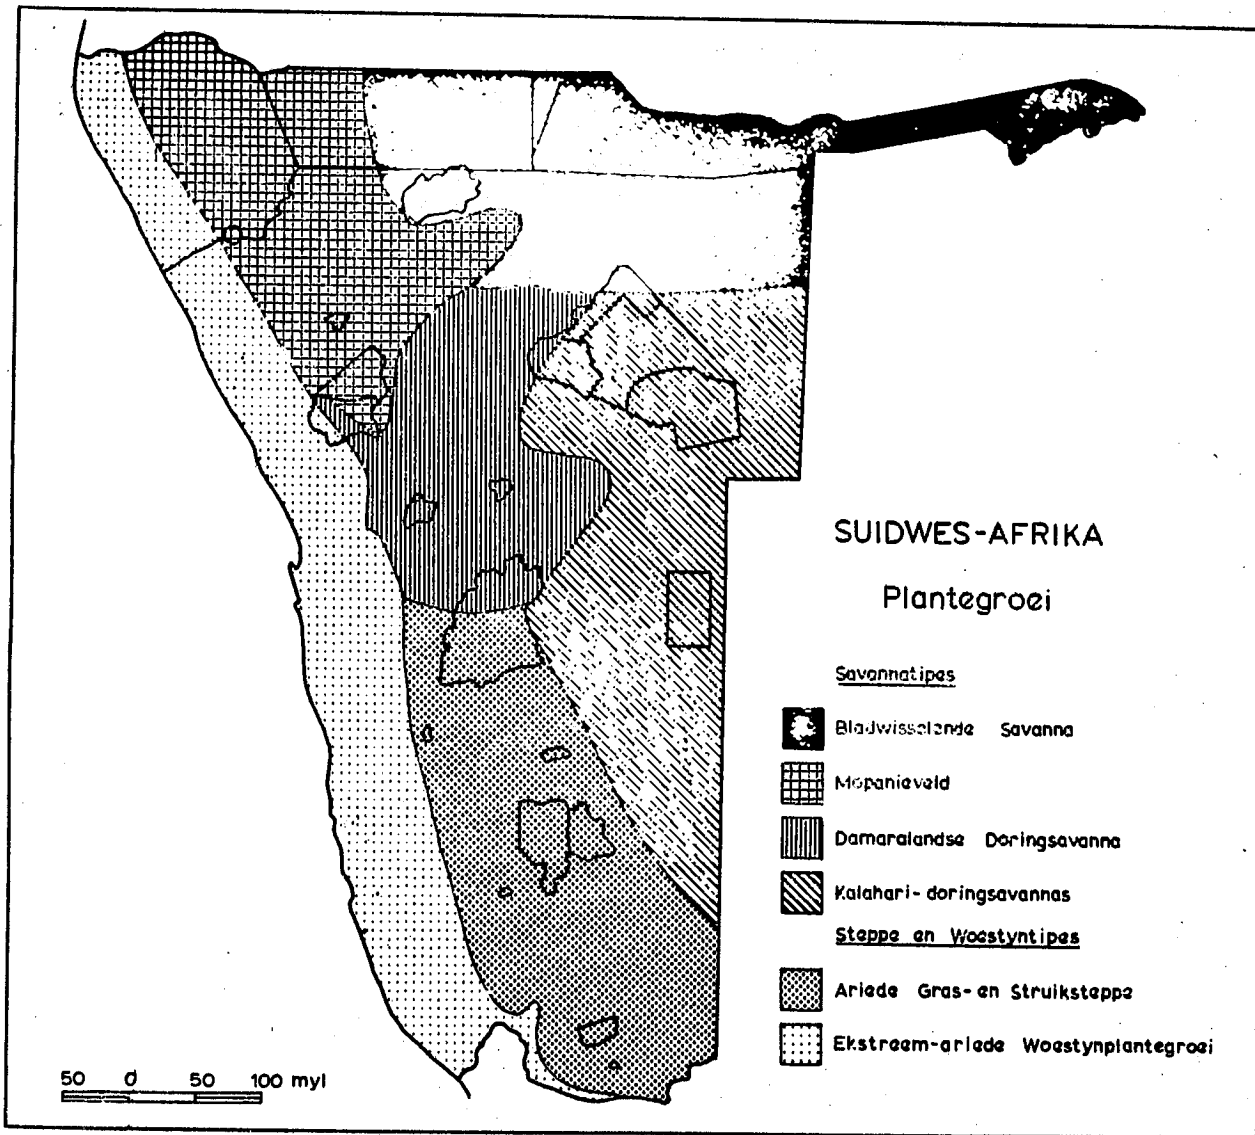 SUIDWES-AFRIKA
Plantegroei
Savannatipes
Bladwisselende Savanna
Mopanieveld
Damaralandse Doringsavanna
Kalahari-doringsavannas
Steppe en Woestyntipes
Ariede Gras- en Struiksteppe
Ekstreem-ariede Woestynplantegroei
50 0 50 100 myl